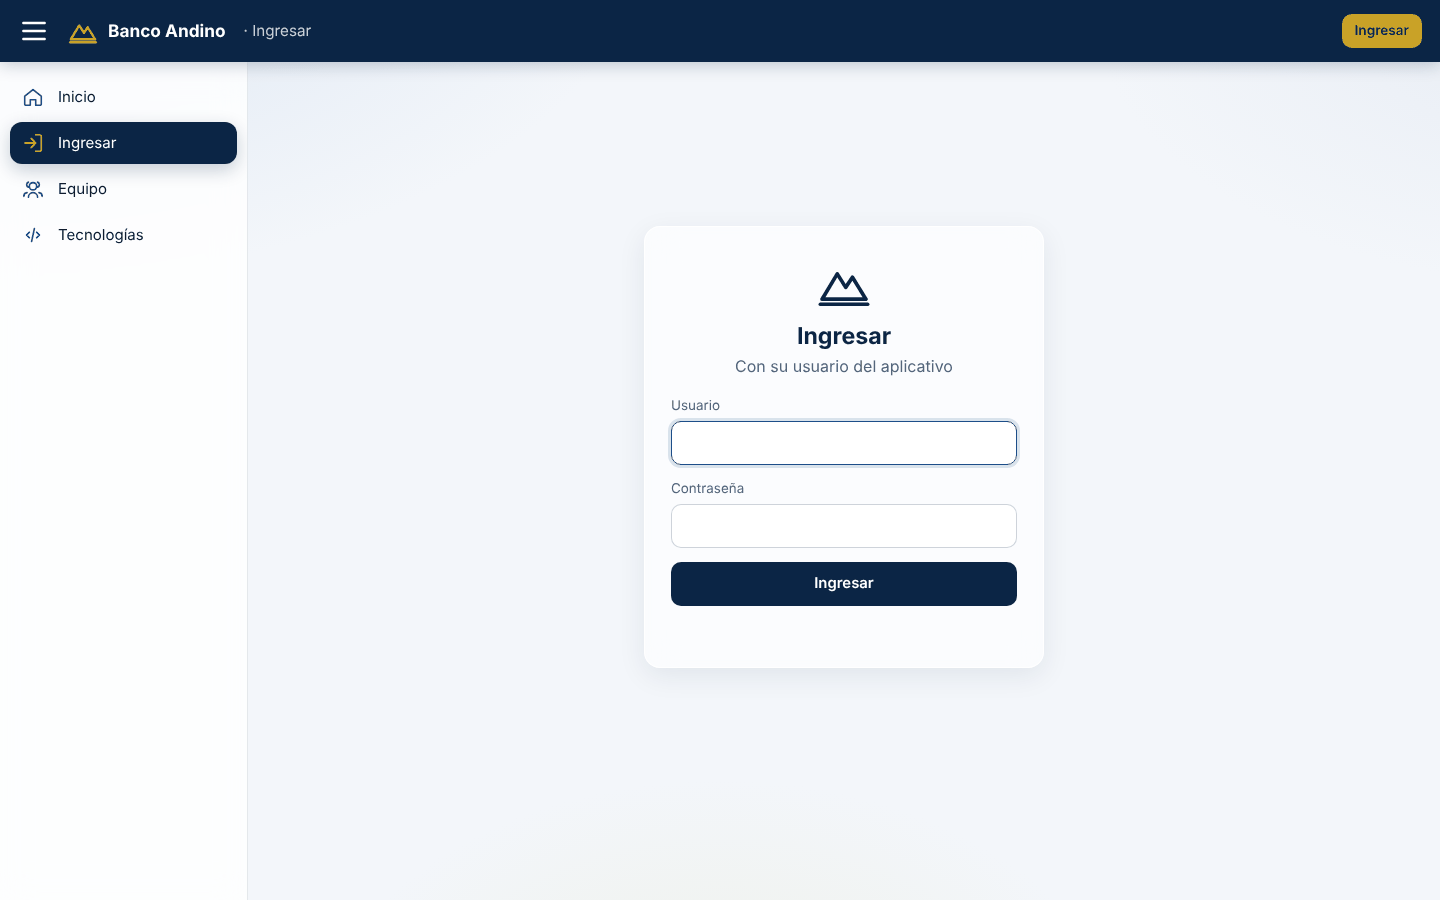 Banco Andino · Ingresar
Ingresar
Inicio
Ingresar
Equipo
Tecnologías
Ingresar
Con su usuario del aplicativo
Usuario
Contraseña
Ingresar